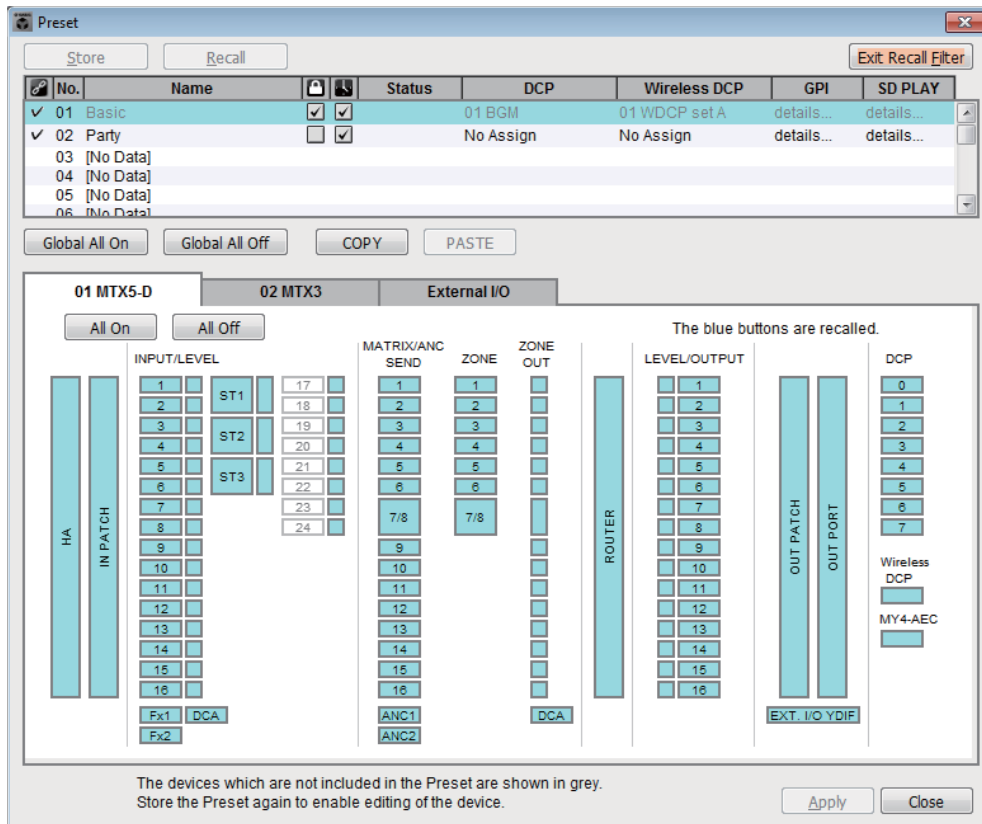 Preset
Store Recall Exit Recall Filter
No. Name Status DCP Wireless DCP GPI SD PLAY
01 Basic 01 BGM 01 WDCP set A details... details...
02 Party No Assign No Assign details... details...
03 [No Data]
04 [No Data]
05 [No Data]
06 [No Data]
Global All On Global All Off COPY PASTE
01 MTX5-D 02 MTX3 External I/O
All On All Off The blue buttons are recalled.
INPUT/LEVEL MATRIX/ANC SEND ZONE ZONE OUT LEVEL/OUTPUT DCP
HA
IN PATCH
1 ST1 17 1 1 1 0
2 18 2 2 2 1
3 ST2 19 3 3 3 2
4 20 4 4 4 3
5 ST3 21 5 5 5 4
6 22 6 6 6 5
7 23 7/8 7/8 7 6
8 24 8 7
9 9 9
10 10 10
11 11 11
12 12 12
13 13 13
14 14 14
15 15 15
16 16 16
ROUTER
OUT PATCH
OUT PORT
Wireless DCP
MY4-AEC
Fx1 DCA ANC1 DCA EXT. I/O YDIF
Fx2 ANC2
The devices which are not included in the Preset are shown in grey.
Store the Preset again to enable editing of the device.
Apply Close